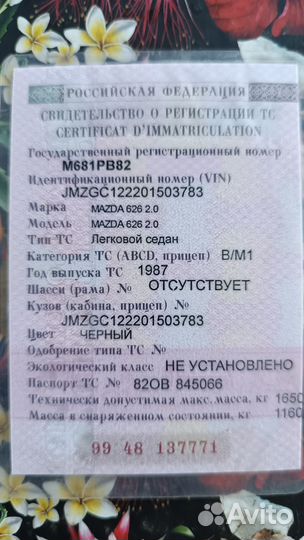 РОССИЙСКАЯ ФЕДЕРАЦИЯ
СВИДЕТЕЛЬСТВО О РЕГИСТРАЦИИ ТС
CERTIFICAT D'IMMATRICULATION
Государственный регистрационный номер
М681РВ82
Идентификационный номер (VIN)
JMZGC122201503783
Марка MAZDA 626 2.0
Модель MAZDA 626 2.0
Тип ТС Легковой седан
Категория ТС (ABCD, прицеп) B/M1
Год выпуска ТС 1987
Шасси (рама) № ОТСУТСТВУЕТ
Кузов (кабина, прицеп) №
JMZGC122201503783
Цвет ЧЕРНЫЙ
Одобрение типа ТС №
Экологический класс НЕ УСТАНОВЛЕНО
Паспорт ТС № 82ОВ 845066
Технически допустимая макс. масса, кг 1650
Масса в снаряженном состоянии, кг 1160
99 48 137771
Avito